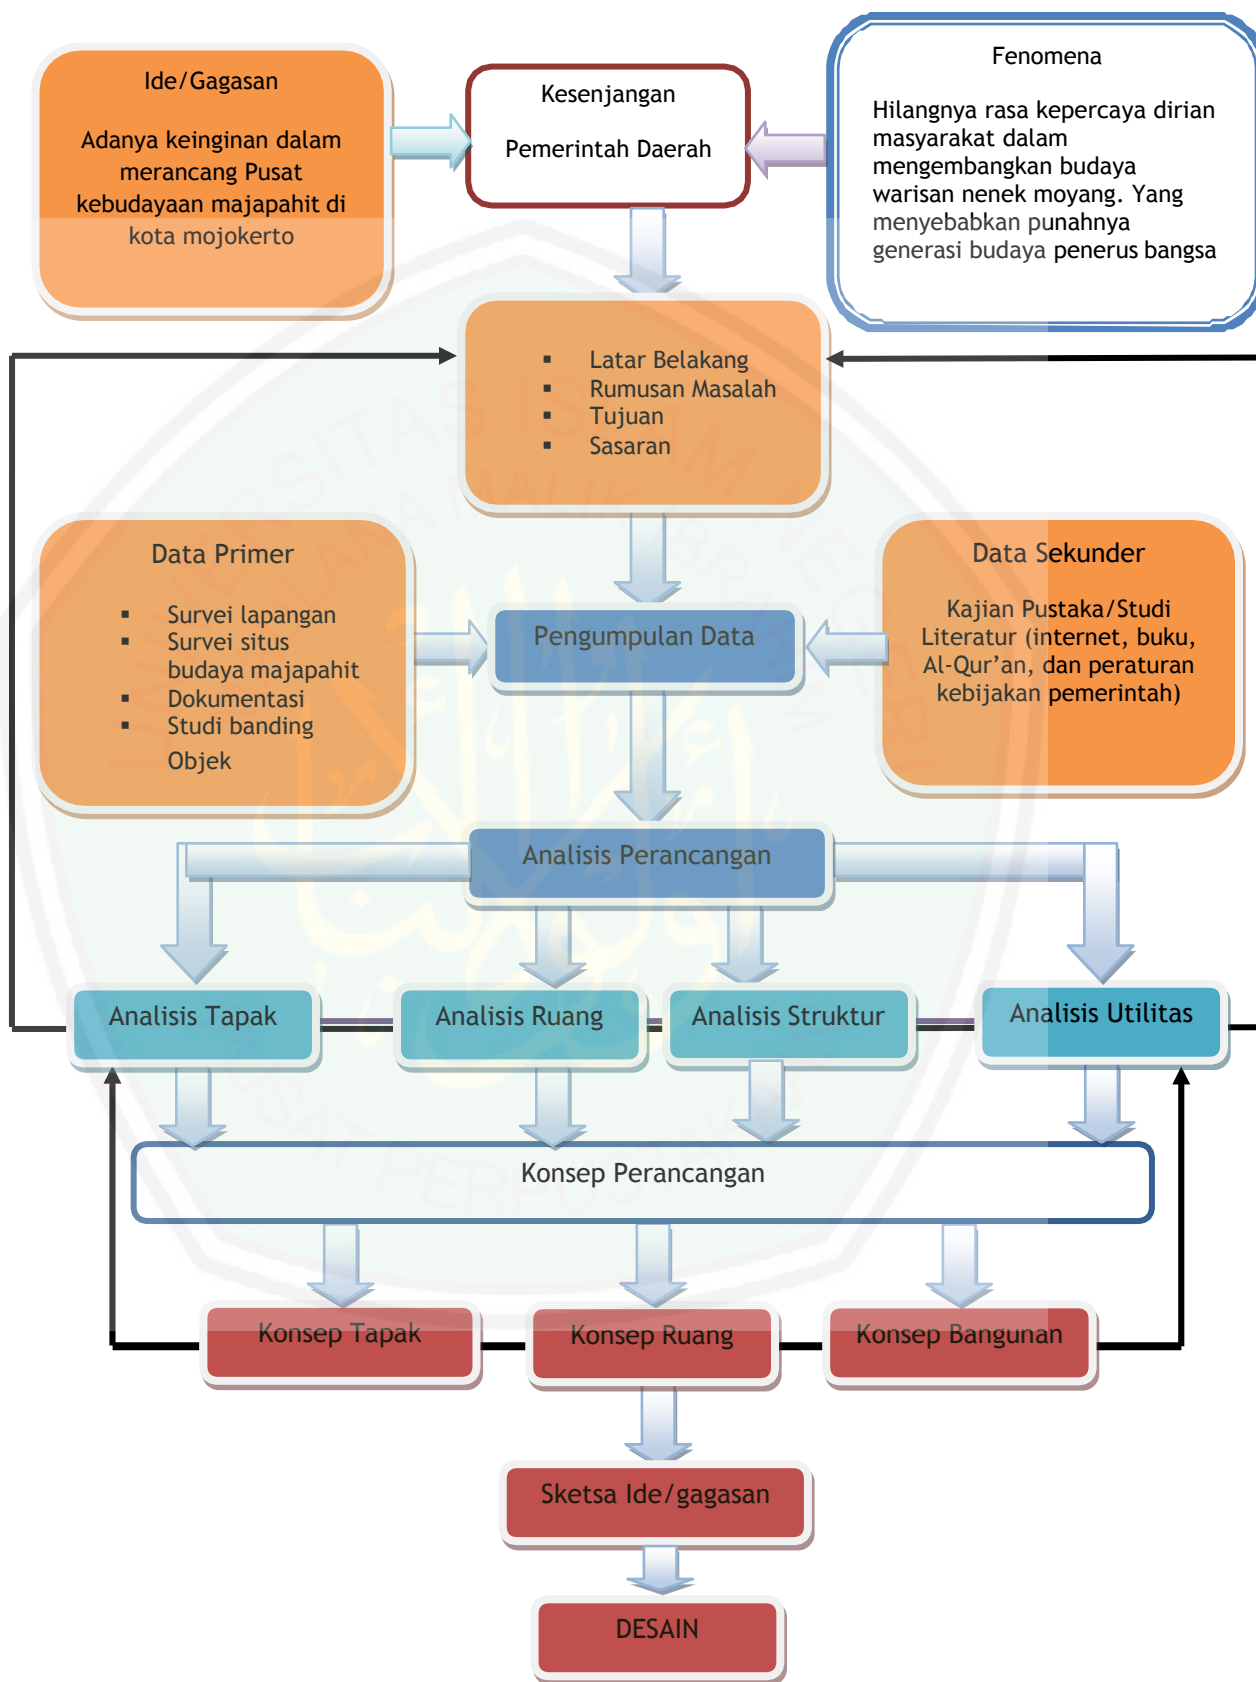 Ide/Gagasan
Adanya keinginan dalam
merancang Pusat
kebudayaan majapahit di
kota mojokerto
Kesenjangan
Pemerintah Daerah
Fenomena
Hilangnya rasa kepercaya dirian
masyarakat dalam
mengembangkan budaya
warisan nenek moyang. Yang
menyebabkan punahnya
generasi budaya penerus bangsa
▪ Latar Belakang
▪ Rumusan Masalah
▪ Tujuan
▪ Sasaran
Data Primer
▪ Survei lapangan
▪ Survei situs
budaya majapahit
▪ Dokumentasi
▪ Studi banding
Objek
Pengumpulan Data
Data Sekunder
Kajian Pustaka/Studi
Literatur (internet, buku,
Al-Qur’an, dan peraturan
kebijakan pemerintah)
Analisis Perancangan
Analisis Tapak
Analisis Ruang
Analisis Struktur
Analisis Utilitas
Konsep Perancangan
Konsep Tapak
Konsep Ruang
Konsep Bangunan
Sketsa Ide/gagasan
DESAIN